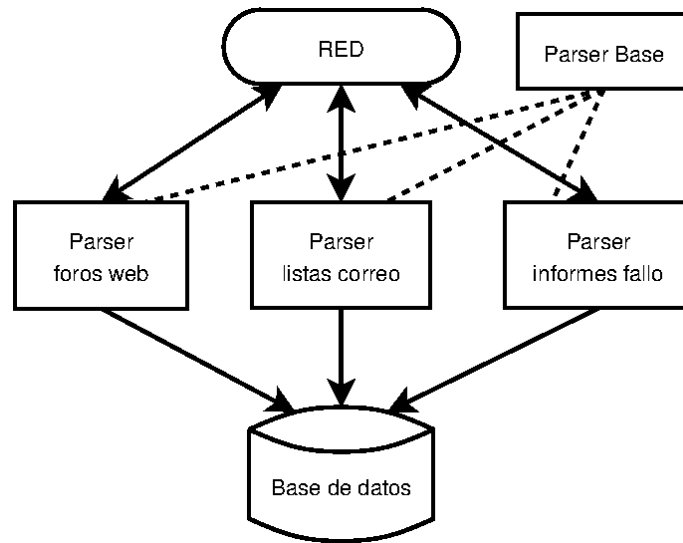 RED
Parser Base
Parser
foros web
Parser
listas correo
Parser
informes fallo
Base de datos